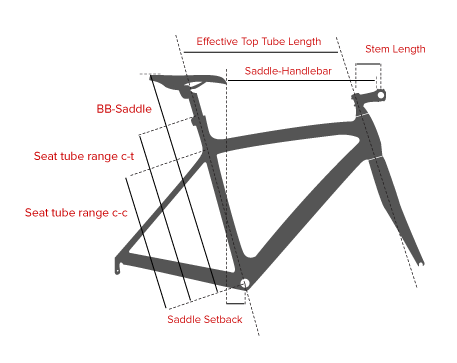 Effective Top Tube Length
Stem Length
Saddle-Handlebar
BB-Saddle
Seat tube range c-t
Seat tube range c-c
Saddle Setback